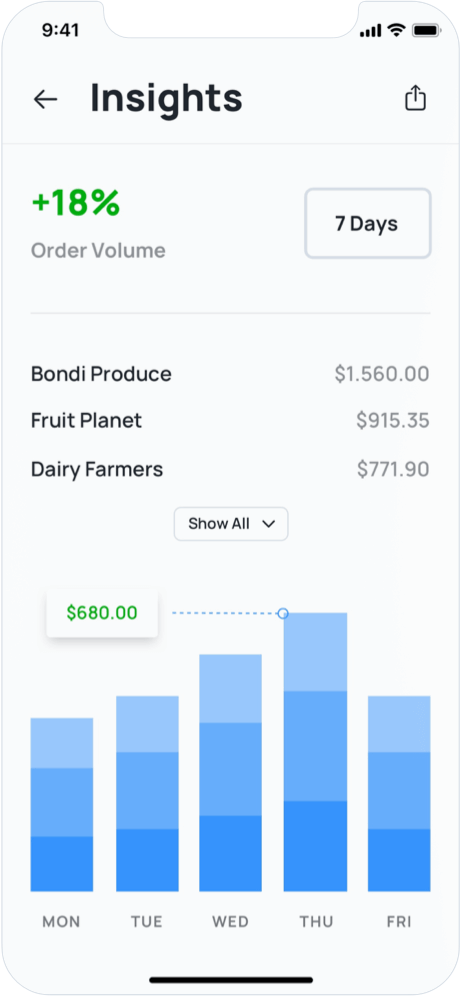 9:41
Insights
+18%
Order Volume
7 Days
Bondi Produce $1.560.00
Fruit Planet $915.35
Dairy Farmers $771.90
Show All
$680.00
MON TUE WED THU FRI